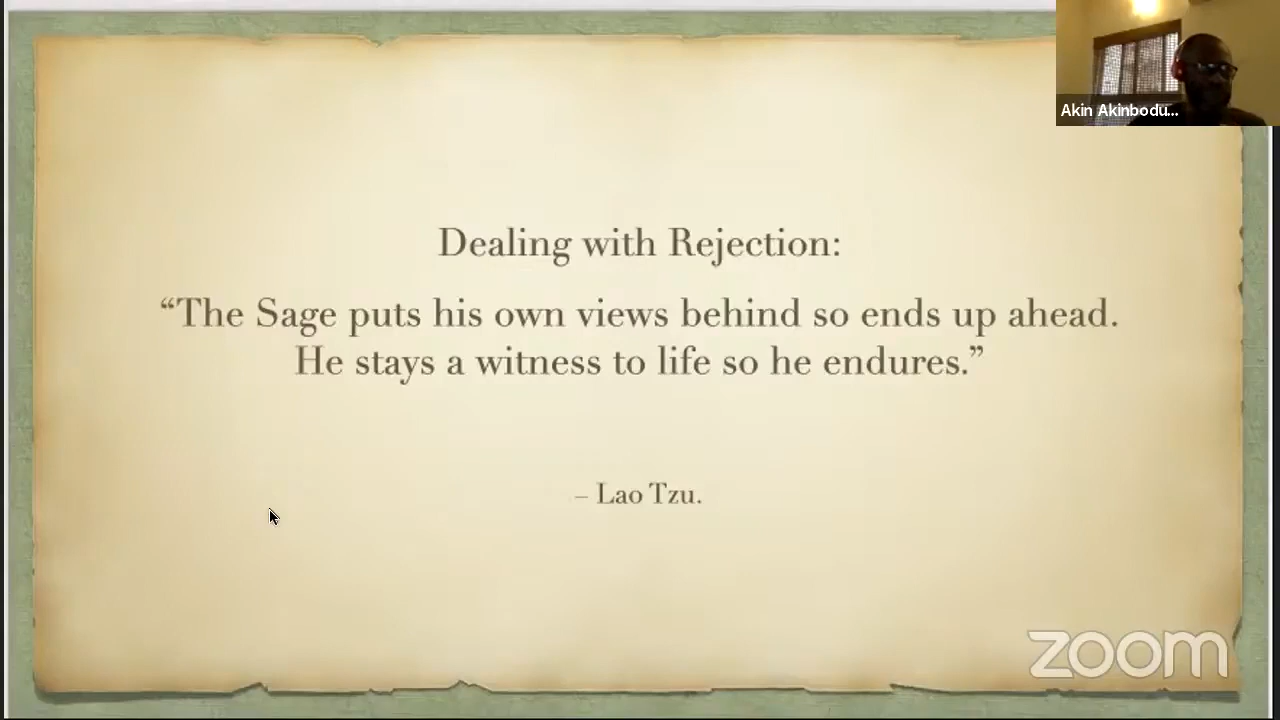 Akin Akinbodu...
Dealing with Rejection:
“The Sage puts his own views behind so ends up ahead.
He stays a witness to life so he endures.”
– Lao Tzu.
zoom